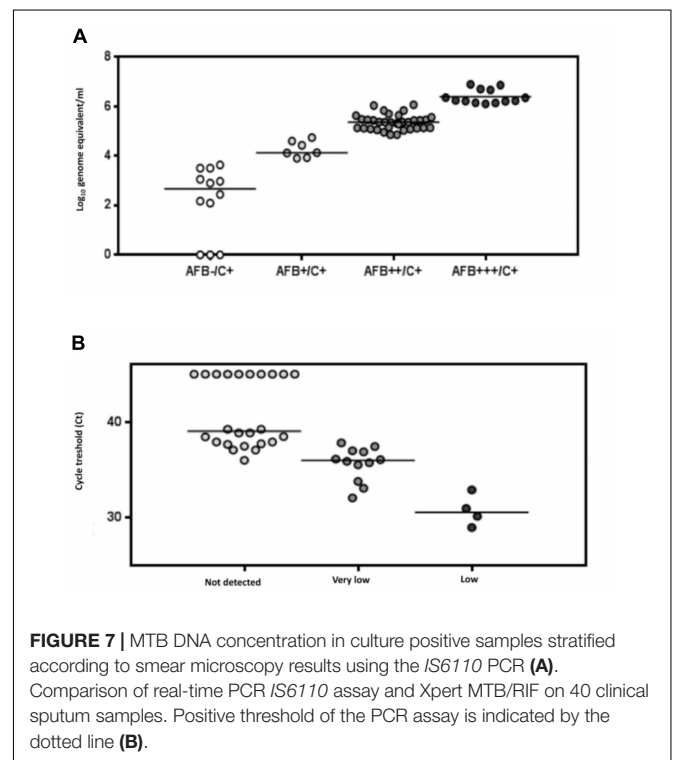 A
8
6
4
2
0
Log10 genome equivalent/ml
AFB-/C+ AFB+/C+ AFB++/C+ AFB+++/C+
B
40
30
Cycle treshold (Ct)
Not detected Very low Low
FIGURE 7 | MTB DNA concentration in culture positive samples stratified
according to smear microscopy results using the IS6110 PCR (A).
Comparison of real-time PCR IS6110 assay and Xpert MTB/RIF on 40 clinical
sputum samples. Positive threshold of the PCR assay is indicated by the
dotted line (B).